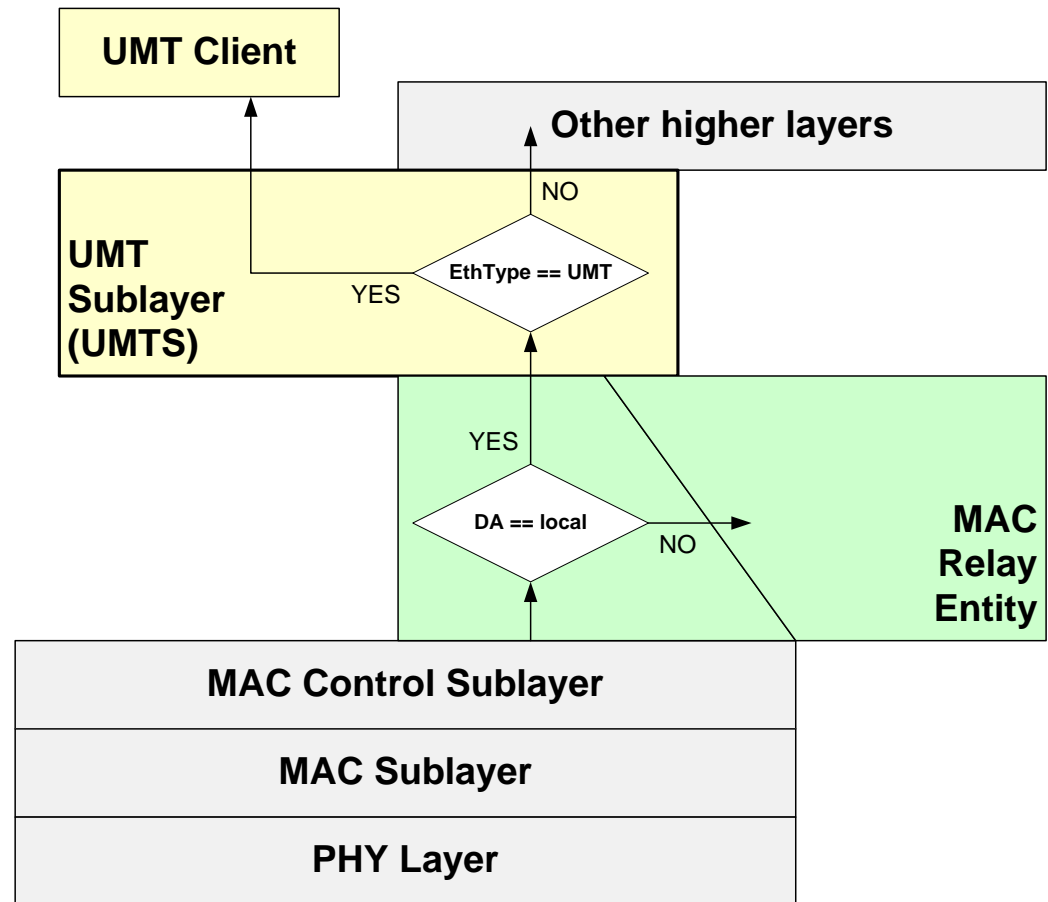 UMT Client
Other higher layers
NO
UMT
Sublayer
(UMTS)
EthType == UMT
YES
YES
DA == local
NO
MAC
Relay
Entity
MAC Control Sublayer
MAC Sublayer
PHY Layer